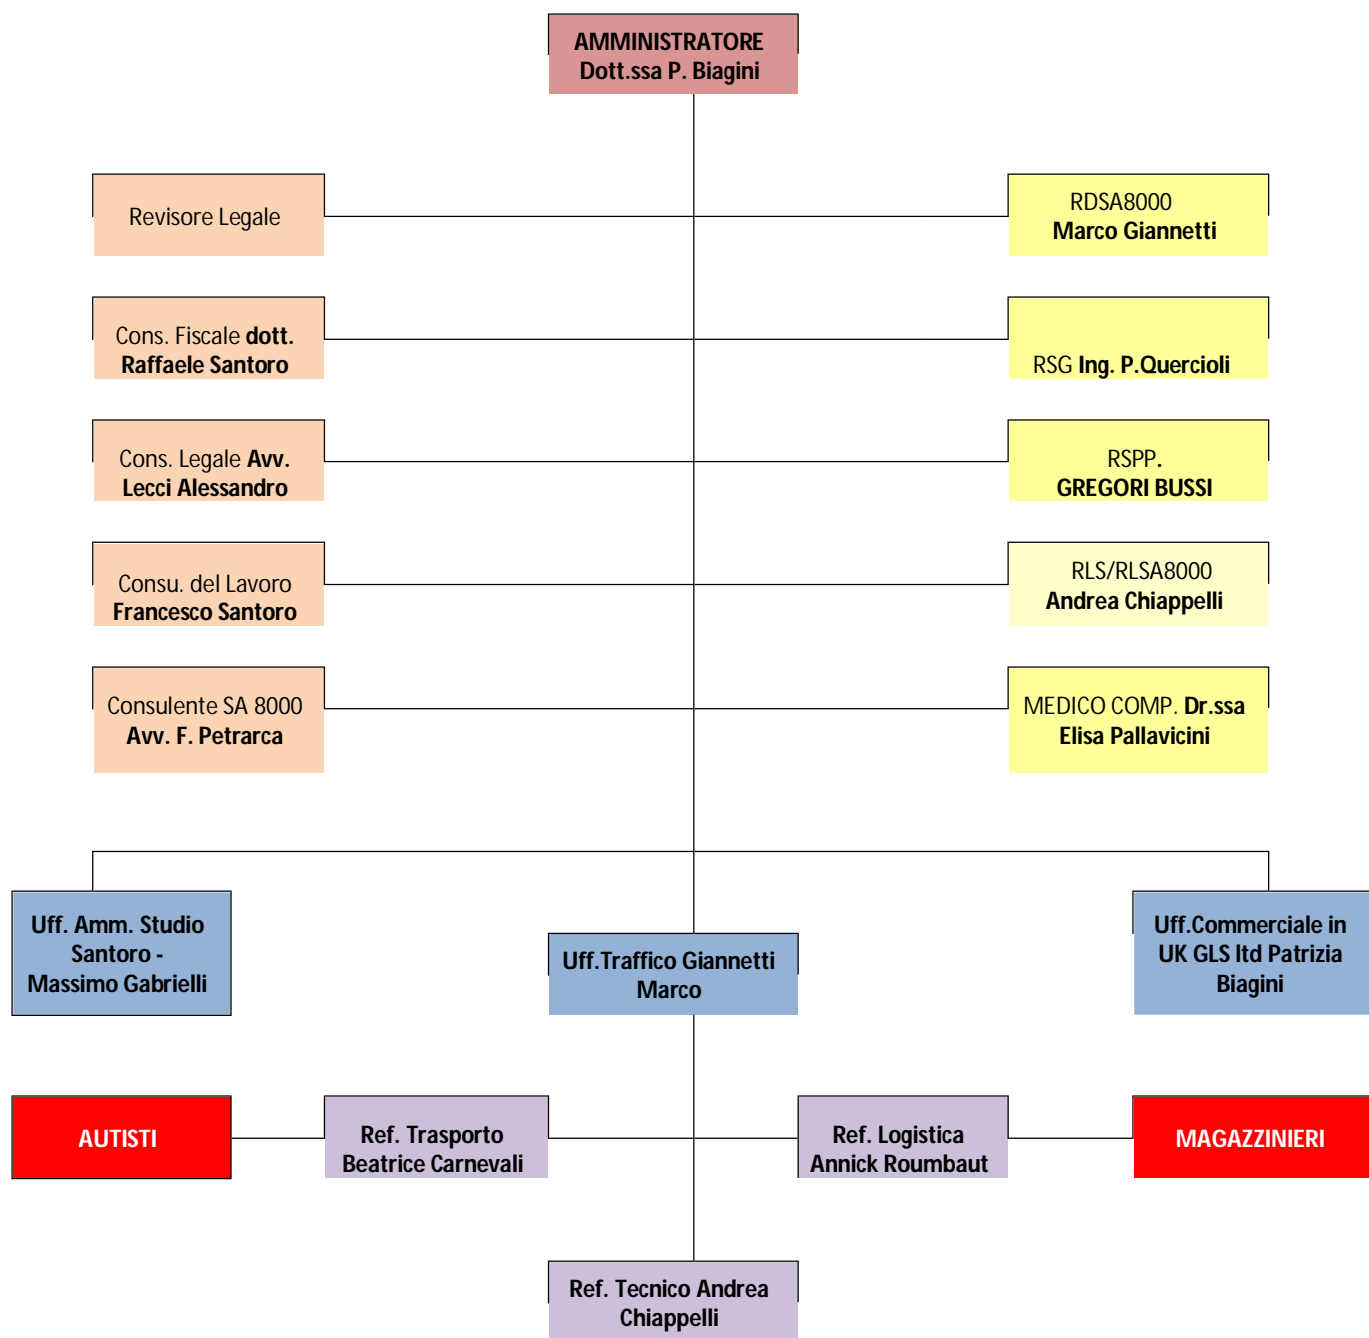 AMMINISTRATORE
Dott.ssa P. Biagini
Revisore Legale
RDSA8000
Marco Giannetti
Cons. Fiscale dott.
Raffaele Santoro
RSG Ing. P.Quercioli
Cons. Legale Avv.
Lecci Alessandro
RSPP.
GREGORI BUSSI
Consu. del Lavoro
Francesco Santoro
RLS/RLSA8000
Andrea Chiappelli
Consulente SA 8000
Avv. F. Petrarca
MEDICO COMP. Dr.ssa
Elisa Pallavicini
Uff. Amm. Studio
Santoro -
Massimo Gabrielli
Uff.Traffico Giannetti
Marco
Uff.Commerciale in
UK GLS ltd Patrizia
Biagini
AUTISTI
Ref. Trasporto
Beatrice Carnevali
Ref. Logistica
Annick Roumbaut
MAGAZZINIERI
Ref. Tecnico Andrea
Chiappelli